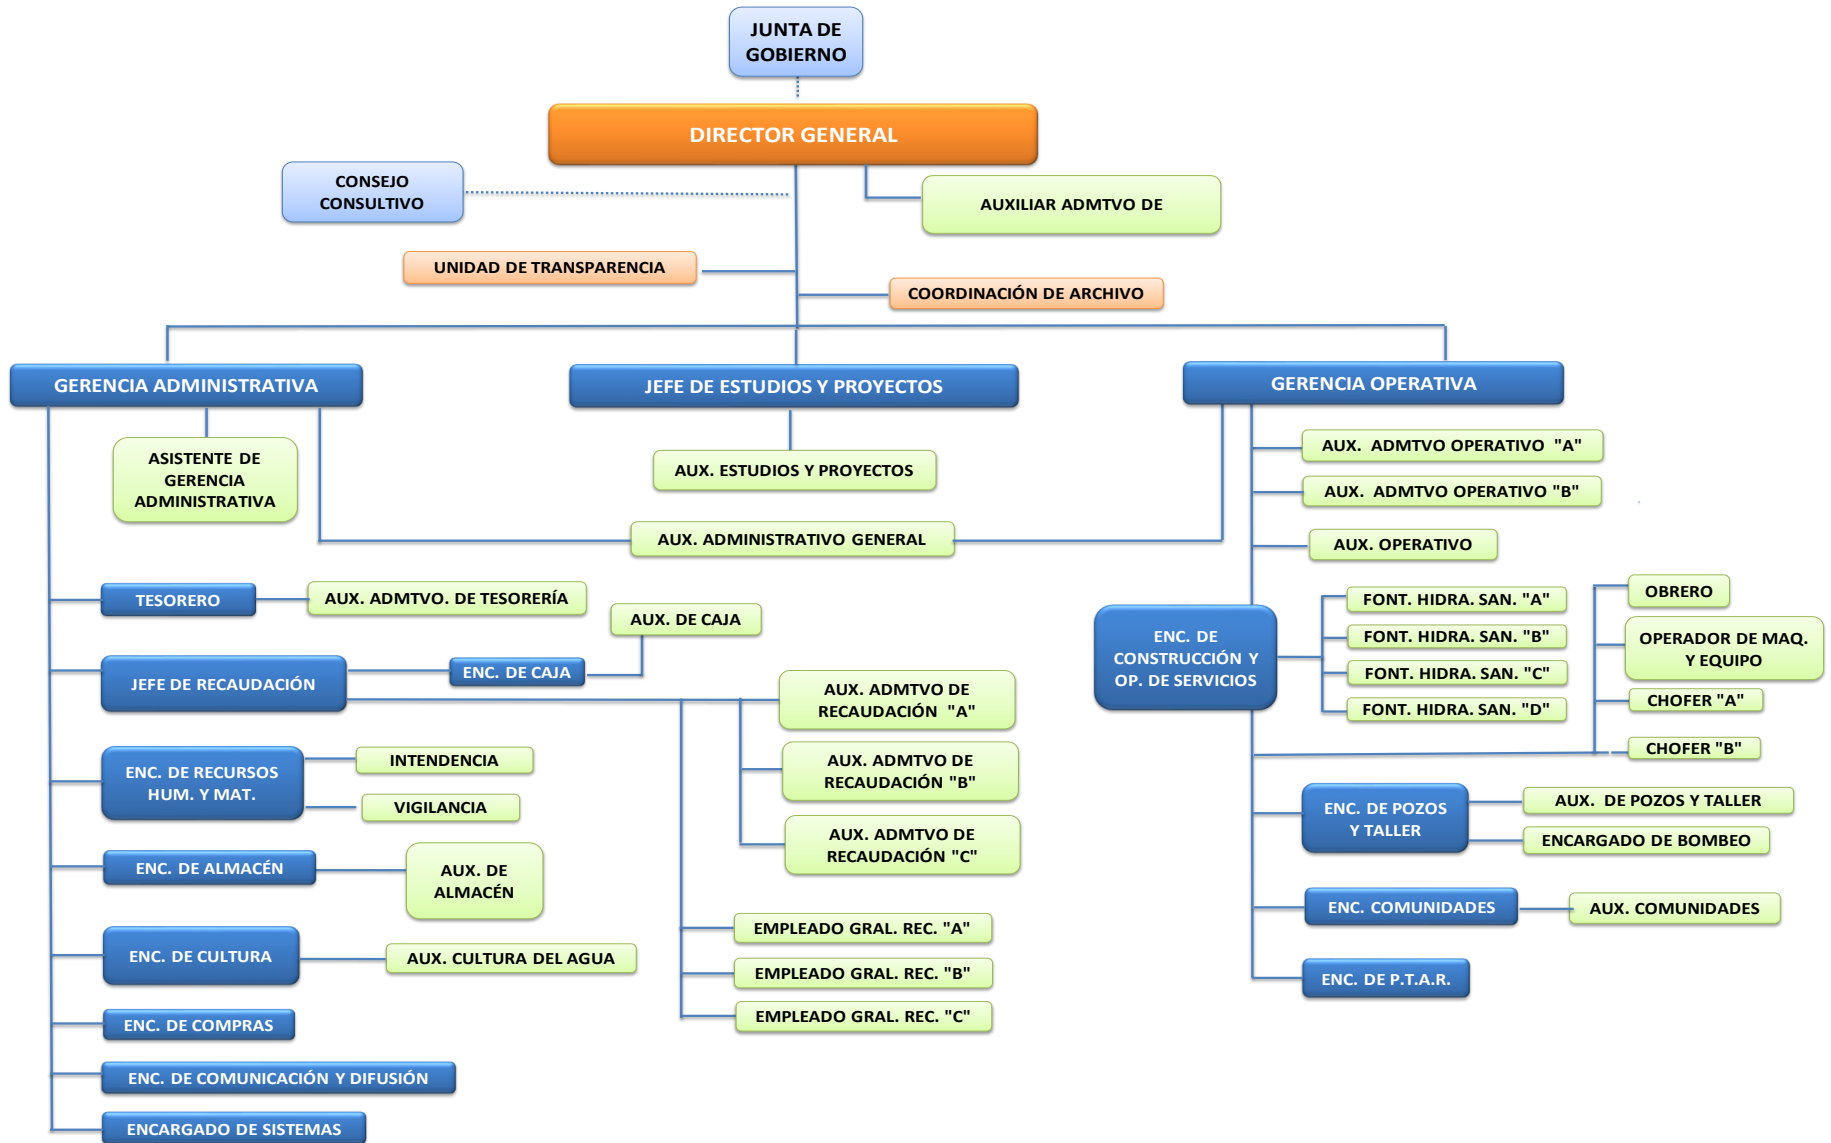 JUNTA DE
GOBIERNO
DIRECTOR GENERAL
CONSEJO
CONSULTIVO
AUXILIAR ADMTVO DE
UNIDAD DE TRANSPARENCIA
COORDINACIÓN DE ARCHIVO
GERENCIA ADMINISTRATIVA
JEFE DE ESTUDIOS Y PROYECTOS
GERENCIA OPERATIVA
ASISTENTE DE
GERENCIA
ADMINISTRATIVA
AUX. ESTUDIOS Y PROYECTOS
AUX. ADMINISTRATIVO GENERAL
AUX. ADMTVO OPERATIVO "A"
AUX. ADMTVO OPERATIVO "B"
AUX. OPERATIVO
TESORERO
AUX. ADMTVO. DE TESORERÍA
AUX. DE CAJA
JEFE DE RECAUDACIÓN
ENC. DE CAJA
AUX. ADMTVO DE
RECAUDACIÓN "A"
AUX. ADMTVO DE
RECAUDACIÓN "B"
AUX. ADMTVO DE
RECAUDACIÓN "C"
ENC. DE RECURSOS
HUM. Y MAT.
INTENDENCIA
VIGILANCIA
ENC. DE ALMACÉN
AUX. DE
ALMACÉN
EMPLEADO GRAL. REC. "A"
EMPLEADO GRAL. REC. "B"
EMPLEADO GRAL. REC. "C"
ENC. DE CULTURA
AUX. CULTURA DEL AGUA
ENC. DE COMPRAS
ENC. DE COMUNICACIÓN Y DIFUSIÓN
ENCARGADO DE SISTEMAS
ENC. DE
CONSTRUCCIÓN Y
OP. DE SERVICIOS
FONT. HIDRA. SAN. "A"
FONT. HIDRA. SAN. "B"
FONT. HIDRA. SAN. "C"
FONT. HIDRA. SAN. "D"
OBRERO
OPERADOR DE MAQ.
Y EQUIPO
CHOFER "A"
CHOFER "B"
ENC. DE POZOS
Y TALLER
AUX. DE POZOS Y TALLER
ENCARGADO DE BOMBEO
ENC. COMUNIDADES
AUX. COMUNIDADES
ENC. DE P.T.A.R.